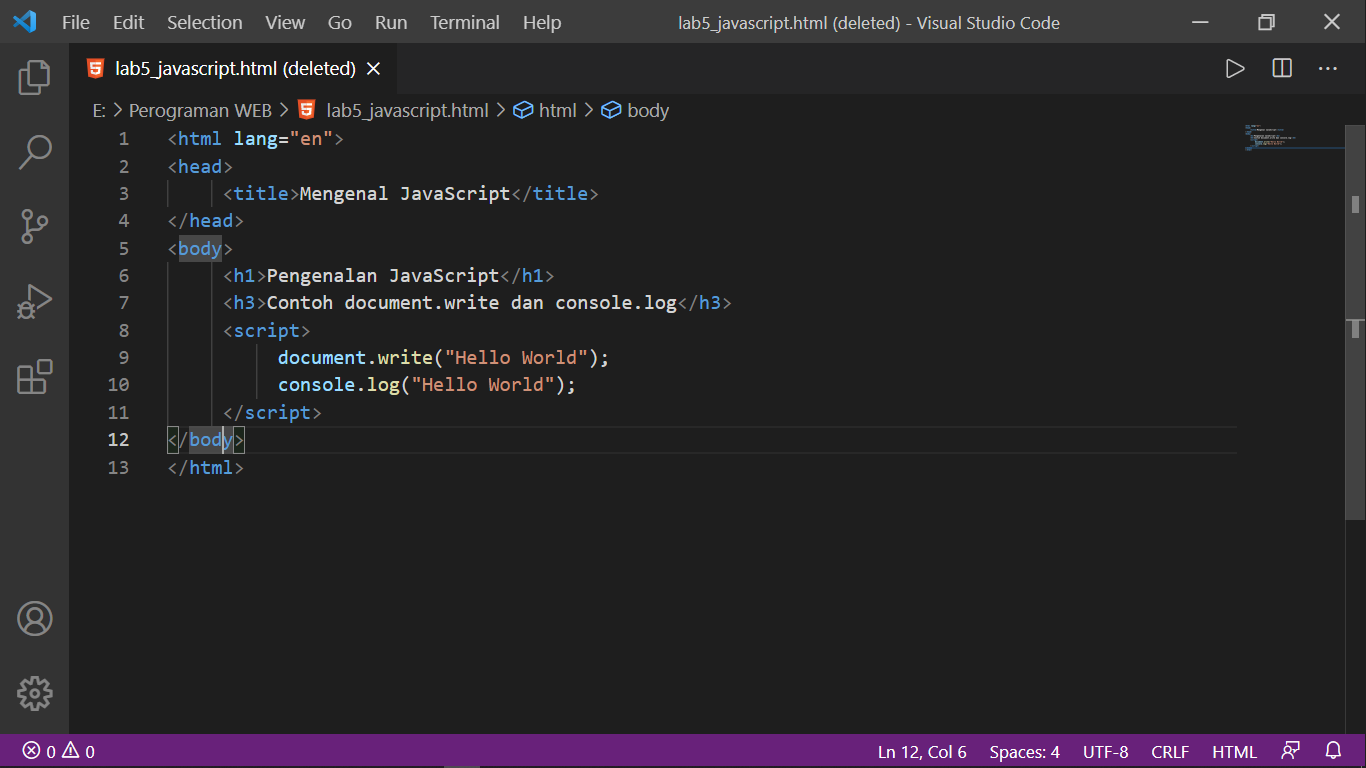 File Edit Selection View Go Run Terminal Help lab5_javascript.html (deleted) - Visual Studio Code
lab5_javascript.html (deleted)
E: > Perograman WEB > lab5_javascript.html > html > body
1 <html lang="en">
2 <head>
3 <title>Mengenal JavaScript</title>
4 </head>
5 <body>
6 <h1>Pengenalan JavaScript</h1>
7 <h3>Contoh document.write dan console.log</h3>
8 <script>
9 document.write("Hello World");
10 console.log("Hello World");
11 </script>
12 </body>
13 </html>
0 0 Ln 12, Col 6 Spaces: 4 UTF-8 CRLF HTML